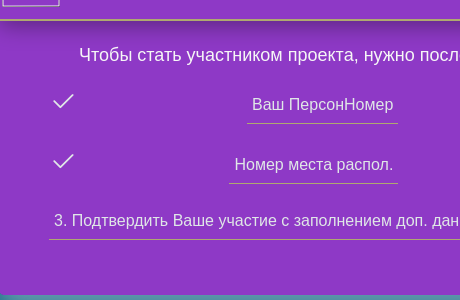 Чтобы стать участником проекта, нужно посл
Ваш ПерсонНомер
Номер места распол.
3. Подтвердить Ваше участие с заполнением доп. дан